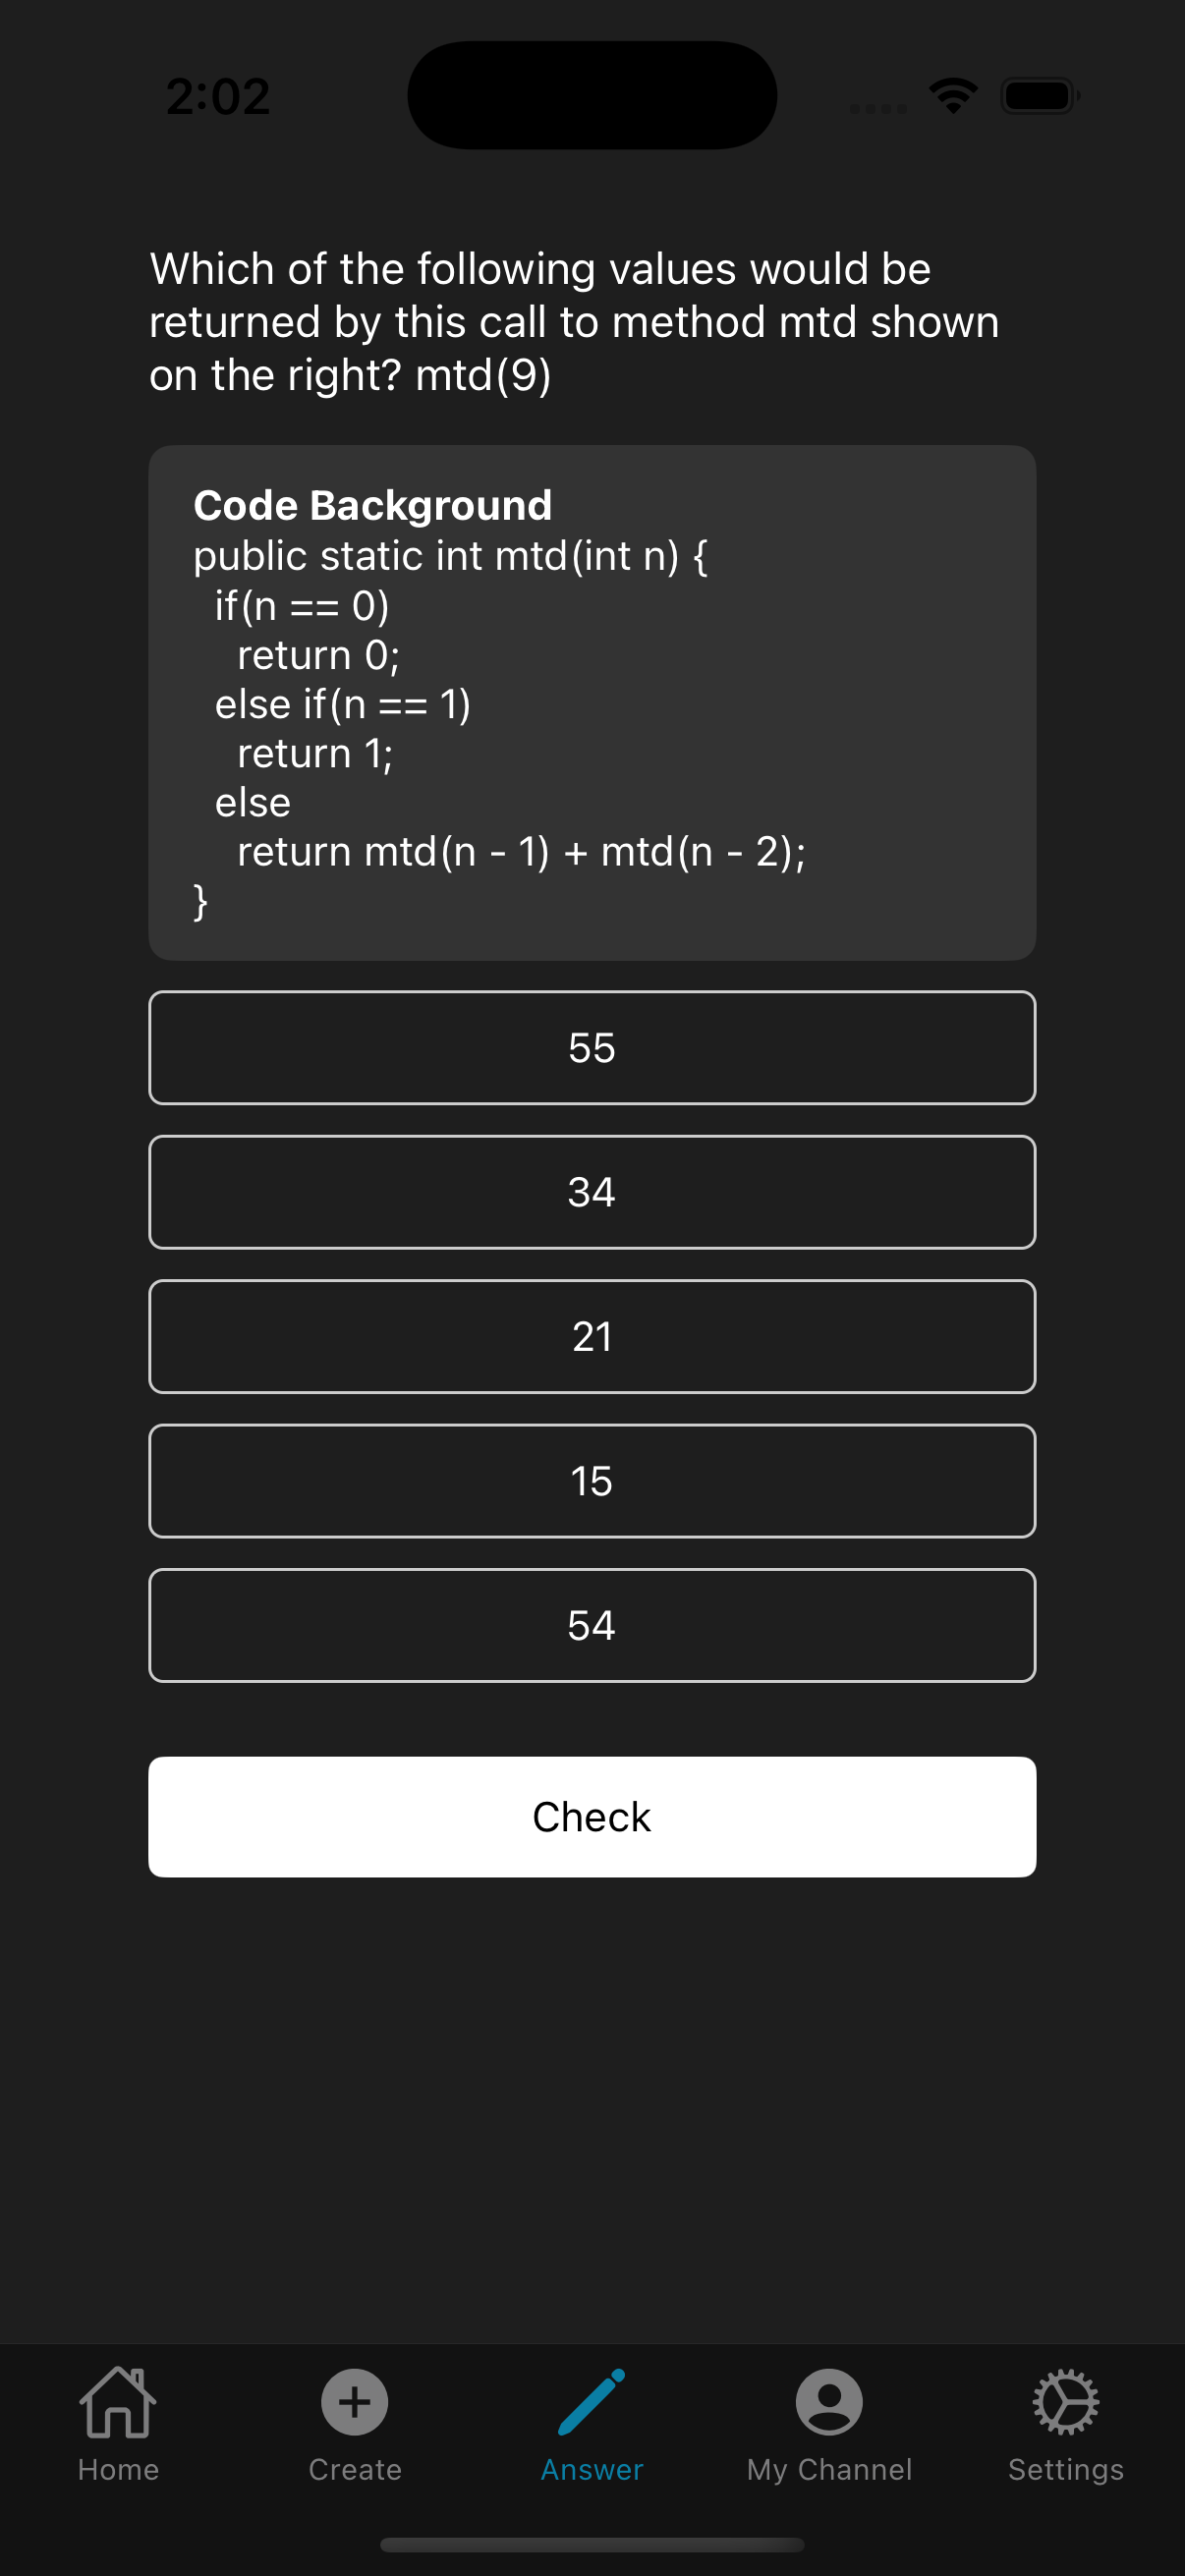 2:02
Which of the following values would be
returned by this call to method mtd shown
on the right? mtd(9)
Code Background
public static int mtd(int n) {
if(n == 0)
return 0;
else if(n == 1)
return 1;
else
return mtd(n - 1) + mtd(n - 2);
}
55
34
21
15
54
Check
Home Create Answer My Channel Settings